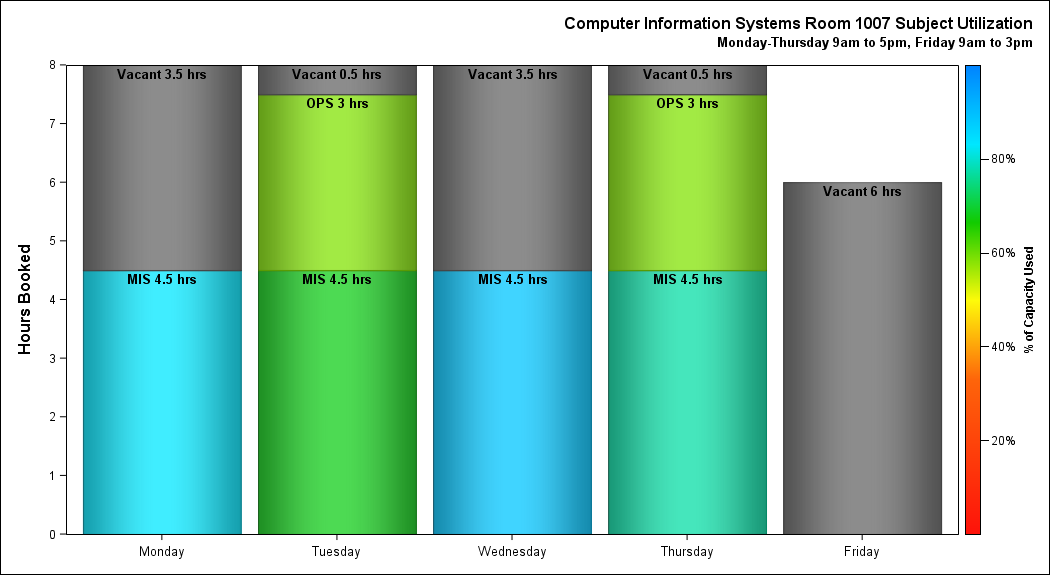 Computer Information Systems Room 1007 Subject Utilization
Monday-Thursday 9am to 5pm, Friday 9am to 3pm
Hours Booked
8
7
6
5
4
3
2
1
0
Vacant 3.5 hrs
MIS 4.5 hrs
Vacant 0.5 hrs
OPS 3 hrs
MIS 4.5 hrs
Vacant 3.5 hrs
MIS 4.5 hrs
Vacant 0.5 hrs
OPS 3 hrs
MIS 4.5 hrs
Vacant 6 hrs
Monday
Tuesday
Wednesday
Thursday
Friday
80%
60%
40%
20%
% of Capacity Used